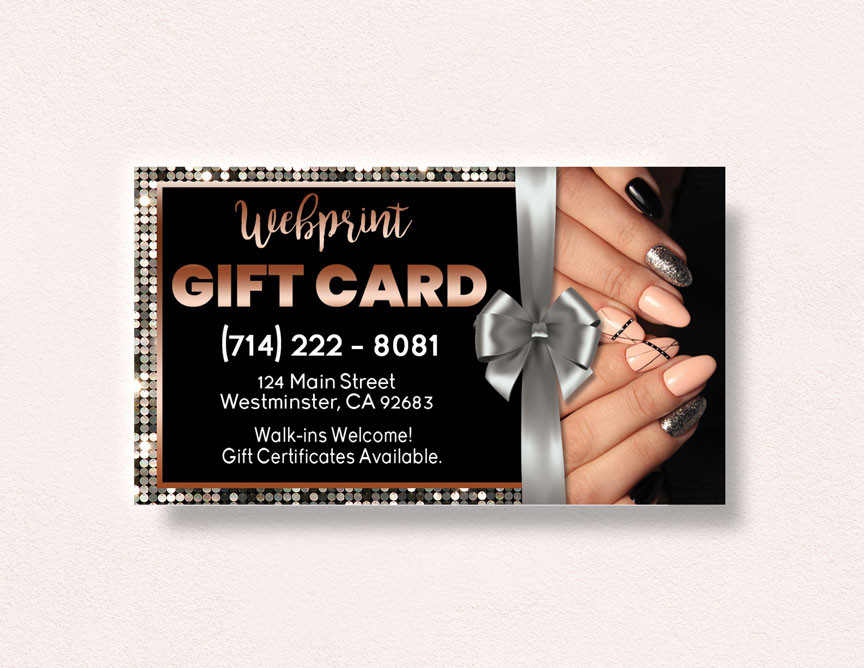 Webprint
GIFT CARD
(714) 222 - 8081
124 Main Street
Westminster, CA 92683
Walk-ins Welcome!
Gift Certificates Available.